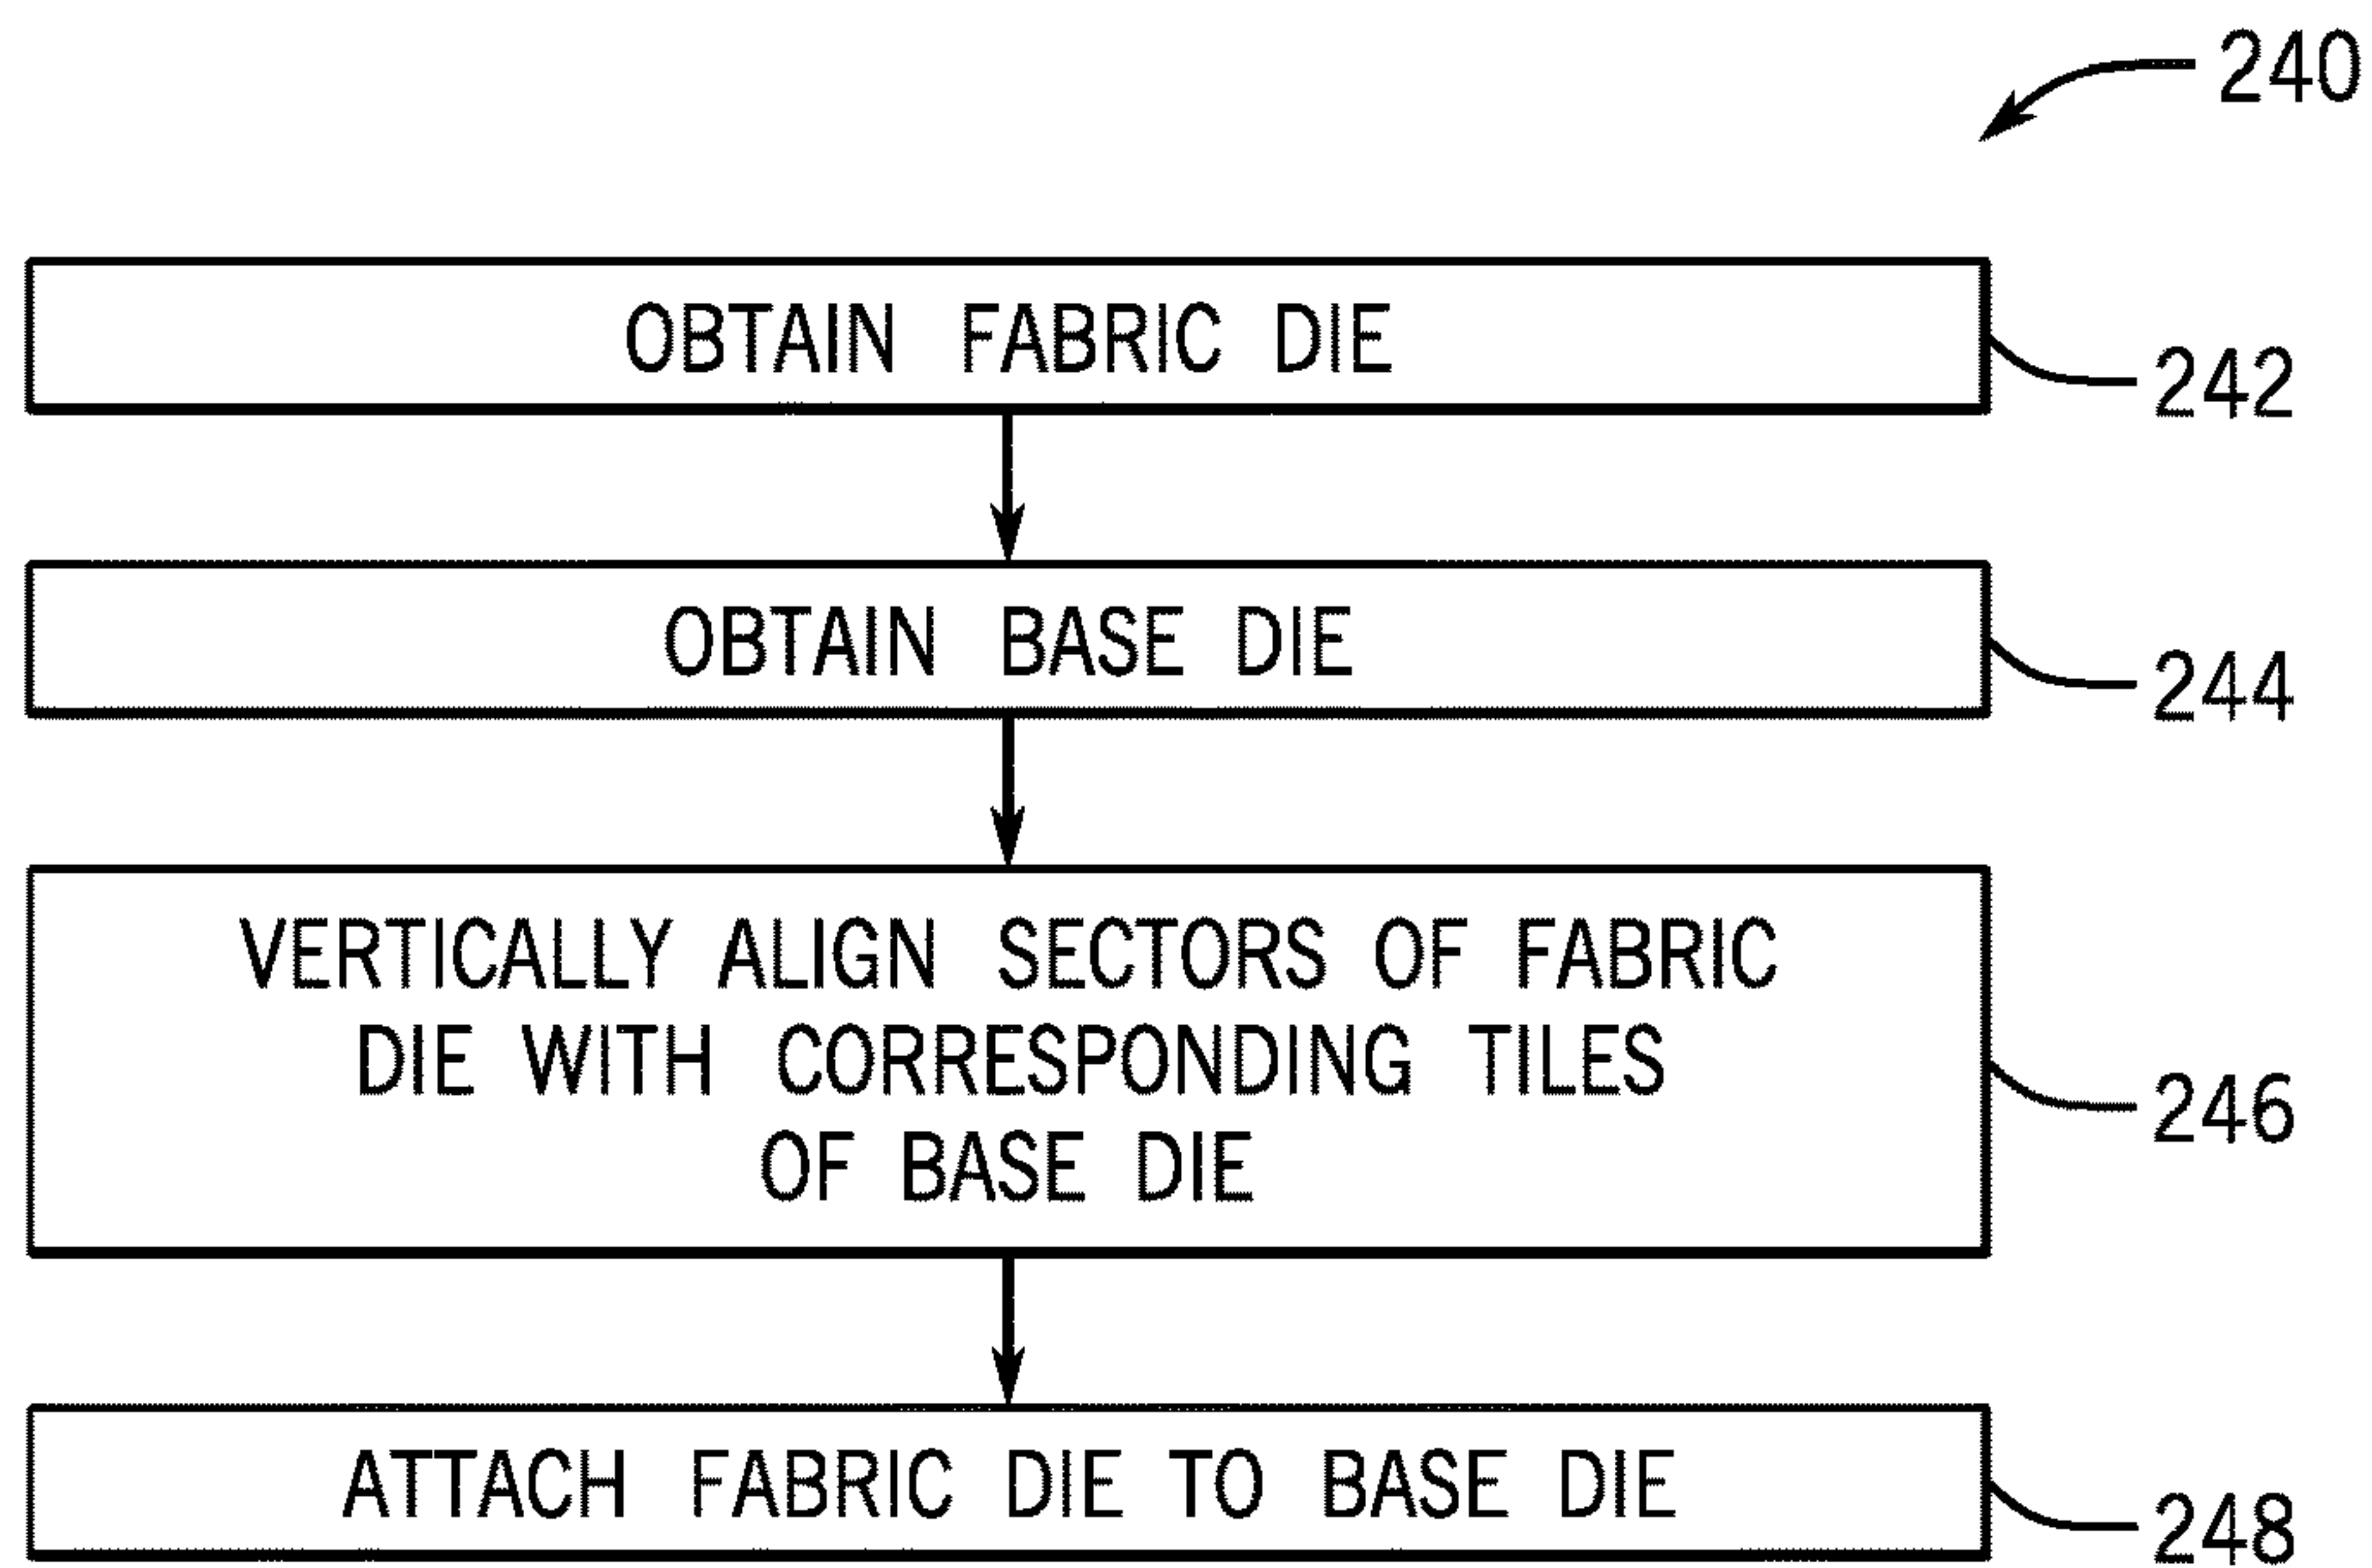 240
OBTAIN FABRIC DIE
242
OBTAIN BASE DIE
244
VERTICALLY ALIGN SECTORS OF FABRIC
DIE WITH CORRESPONDING TILES
OF BASE DIE
246
ATTACH FABRIC DIE TO BASE DIE
248